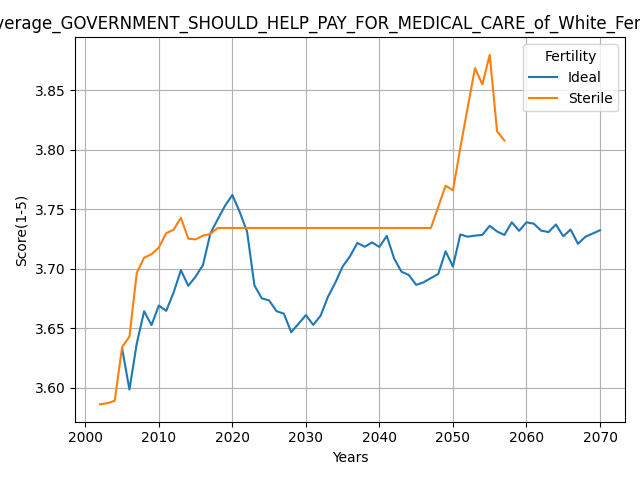 verage_GOVERNMENT_SHOULD_HELP_PAY_FOR_MEDICAL_CARE_of_White_Fer
Fertility
Ideal
Sterile
3.85
3.80
3.75
3.70
3.65
3.60
Score(1-5)
2000 2010 2020 2030 2040 2050 2060 2070
Years